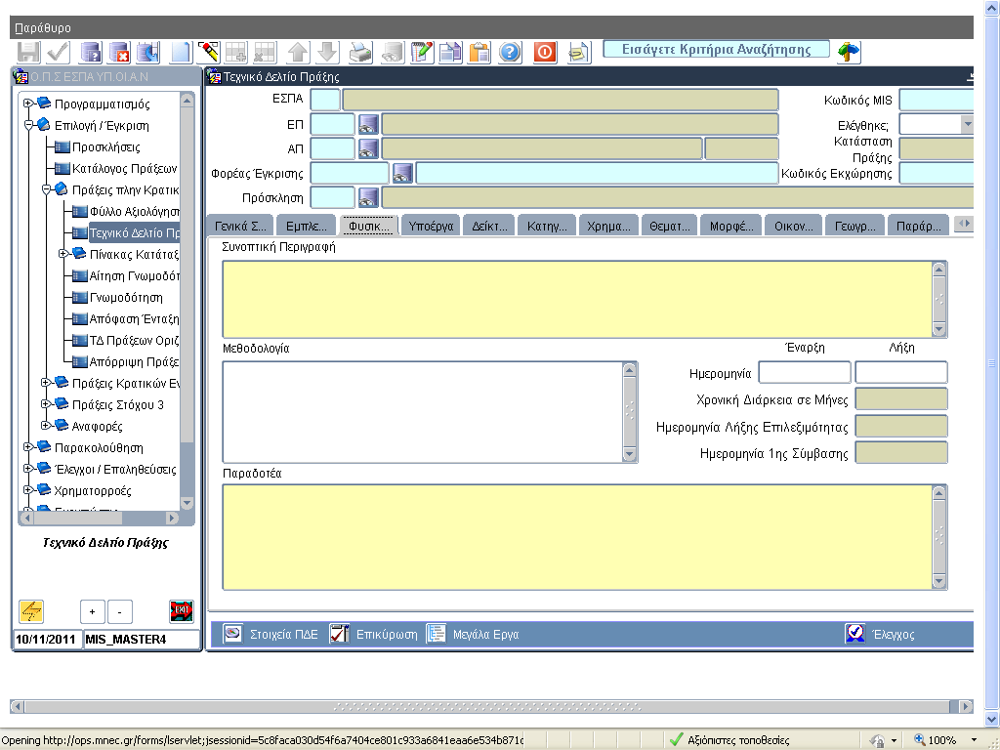 Παράθυρο
Εισάγετε Κριτήρια Αναζήτησης
Ο.Π.Σ ΕΣΠΑ ΥΠ.ΟΙ.Α.Ν
Προγραμματισμός
Επιλογή / Έγκριση
Προσκλήσεις
Κατάλογος Πράξεων
Πράξεις πλην Κρατικ
Φύλλο Αξιολόγηση
Τεχνικό Δελτίο Πρ
Πίνακας Κατάταξ
Αίτηση Γνωμοδότ
Γνωμοδότηση
Απόφαση Ένταξη
ΤΔ Πράξεων Οριζ
Απόρριψη Πράξε
Πράξεις Κρατικών Εν
Πράξεις Στόχου 3
Αναφορές
Παρακολούθηση
Έλεγχοι / Επαληθεύσεις
Χρηματορροές
Τεχνικό Δελτίο Πράξης
+
-
EXIT
10/11/2011 MIS_MASTER4
Τεχνικό Δελτίο Πράξης
ΕΣΠΑ
Κωδικός MIS
ΕΠ
Ελέγθηκε;
ΑΠ
Κατάσταση
Πράξης
Φορέας Έγκρισης
Κωδικός Εκχώρησης
Πρόσκληση
Γενικά Σ... Εμπλε... Φυσικ... Υποέργα Δείκτ... Κατηγ... Χρημα... Θεματ... Μορφέ... Οικον... Γεωγρ... Παράρ...
Συνοπτική Περιγραφή
Μεθοδολογία
Έναρξη Λήξη
Ημερομηνία
Χρονική Διάρκεια σε Μήνες
Ημερομηνία Λήξης Επιλεξιμότητας
Ημερομηνία 1ης Σύμβασης
Παραδοτέα
Στοιχεία ΠΔΕ Επικύρωση Μεγάλα Εργα Έλεγχος
Opening http://ops.mnec.gr/forms/lservlet;jsessionid=5c8faca030d54f6a7404ce801c933a6841eaa6e534b871c Αξιόπιστες τοποθεσίες 100%